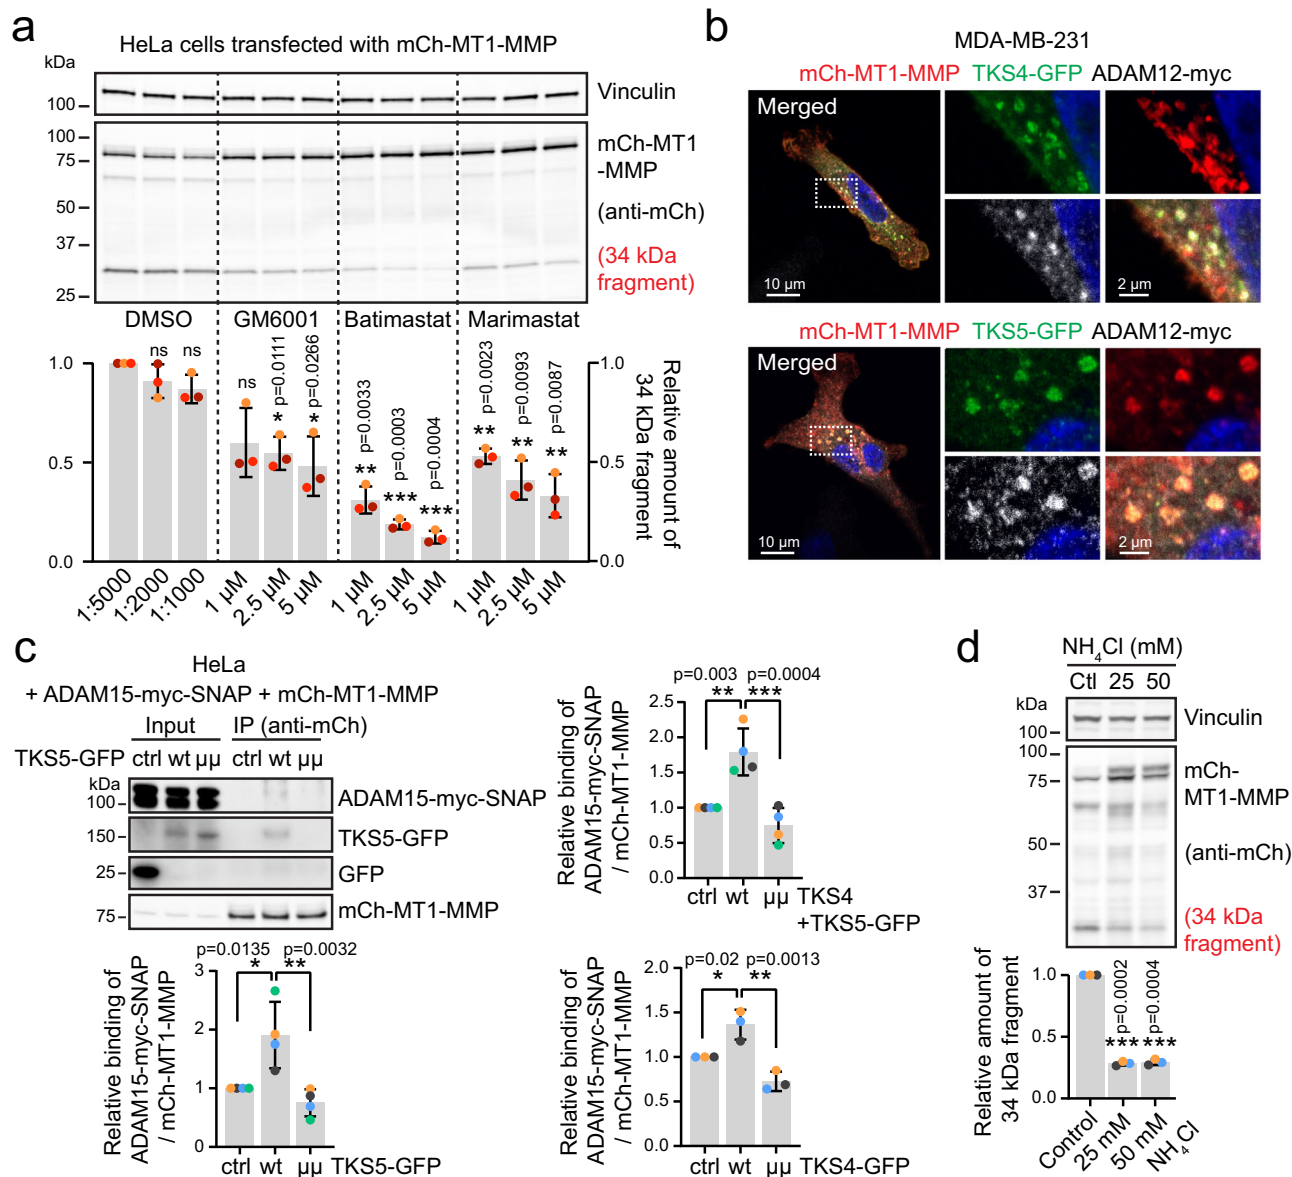 a
HeLa cells transfected with mCh-MT1-MMP
kDa
100
Vinculin
100
75
50
37
25
mCh-MT1
-MMP
(anti-mCh)
(34 kDa
fragment)
DMSO GM6001 Batimastat Marimastat
1.0
0.5
0.0
ns ns
ns * p=0.0111 * p=0.0266
** p=0.0033 *** p=0.0003 *** p=0.0004
** p=0.0023 ** p=0.0093 ** p=0.0087
1.0
0.5
0.0
Relative amount of
34 kDa fragment
1:5000 1:2000 1:1000 1 µM 2.5 µM 5 µM 1 µM 2.5 µM 5 µM 1 µM 2.5 µM 5 µM
b
MDA-MB-231
mCh-MT1-MMP TKS4-GFP ADAM12-myc
Merged
10 µm
2 µm
mCh-MT1-MMP TKS5-GFP ADAM12-myc
Merged
10 µm
2 µm
c
HeLa
+ ADAM15-myc-SNAP + mCh-MT1-MMP
Input IP (anti-mCh)
TKS5-GFP ctrl wt µµ ctrl wt µµ
kDa
100
ADAM15-myc-SNAP
150
TKS5-GFP
25
GFP
75
mCh-MT1-MMP
p=0.0135 p=0.0032
* **
3
2
1
0
Relative binding of
ADAM15-myc-SNAP
/ mCh-MT1-MMP
ctrl wt µµ TKS5-GFP
p=0.003 p=0.0004
** ***
2.5
2.0
1.5
1.0
0.5
0.0
Relative binding of
ADAM15-myc-SNAP
/ mCh-MT1-MMP
ctrl wt µµ TKS4
+TKS5-GFP
p=0.02 p=0.0013
* **
2.0
1.5
1.0
0.5
0.0
Relative binding of
ADAM15-myc-SNAP
/ mCh-MT1-MMP
ctrl wt µµ TKS4-GFP
d
NH4Cl (mM)
Ctl 25 50
kDa
100
Vinculin
100
75
50
37
mCh-
MT1-MMP
(anti-mCh)
(34 kDa
fragment)
1.0
0.5
0.0
Relative amount of
34 kDa fragment
*** p=0.0002 *** p=0.0004
Control 25 mM 50 mM
NH4Cl